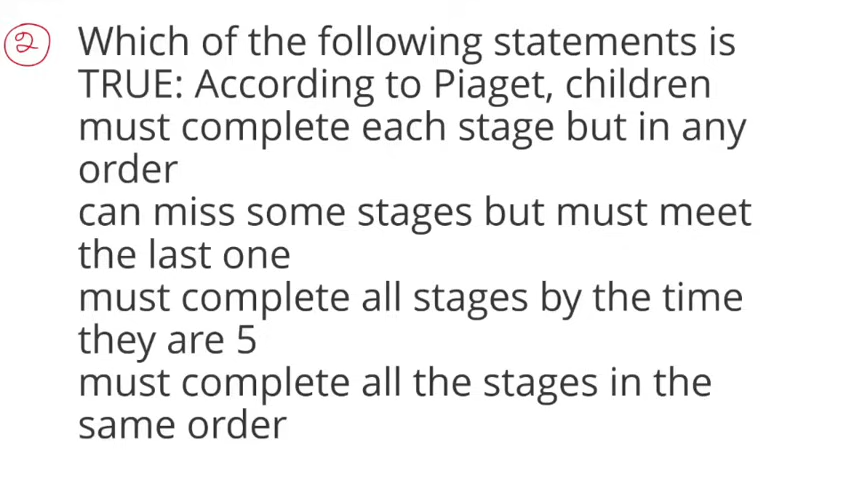 2 Which of the following statements is
TRUE: According to Piaget, children
must complete each stage but in any
order
can miss some stages but must meet
the last one
must complete all stages by the time
they are 5
must complete all the stages in the
same order